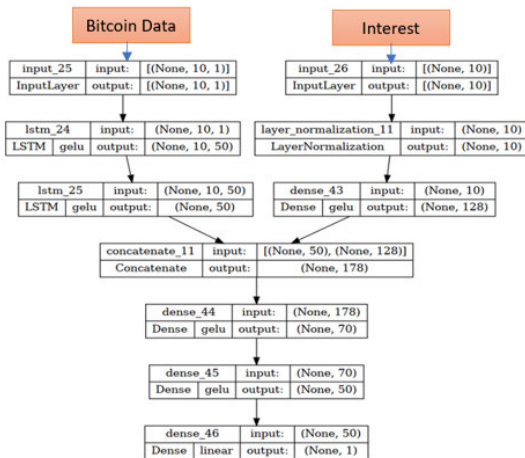 Bitcoin Data
Interest
input_25 input: [(None, 10, 1)]
InputLayer output: [(None, 10, 1)]
input_26 input: [(None, 10)]
InputLayer output: [(None, 10)]
lstm_24 input: (None, 10, 1)
LSTM gelu output: (None, 10, 50)
layer_normalization_11 input: (None, 10)
LayerNormalization output: (None, 10)
lstm_25 input: (None, 10, 50)
LSTM gelu output: (None, 50)
dense_43 input: (None, 10)
Dense gelu output: (None, 128)
concatenate_11 input: [(None, 50), (None, 128)]
Concatenate output: (None, 178)
dense_44 input: (None, 178)
Dense gelu output: (None, 70)
dense_45 input: (None, 70)
Dense gelu output: (None, 50)
dense_46 input: (None, 50)
Dense linear output: (None, 1)